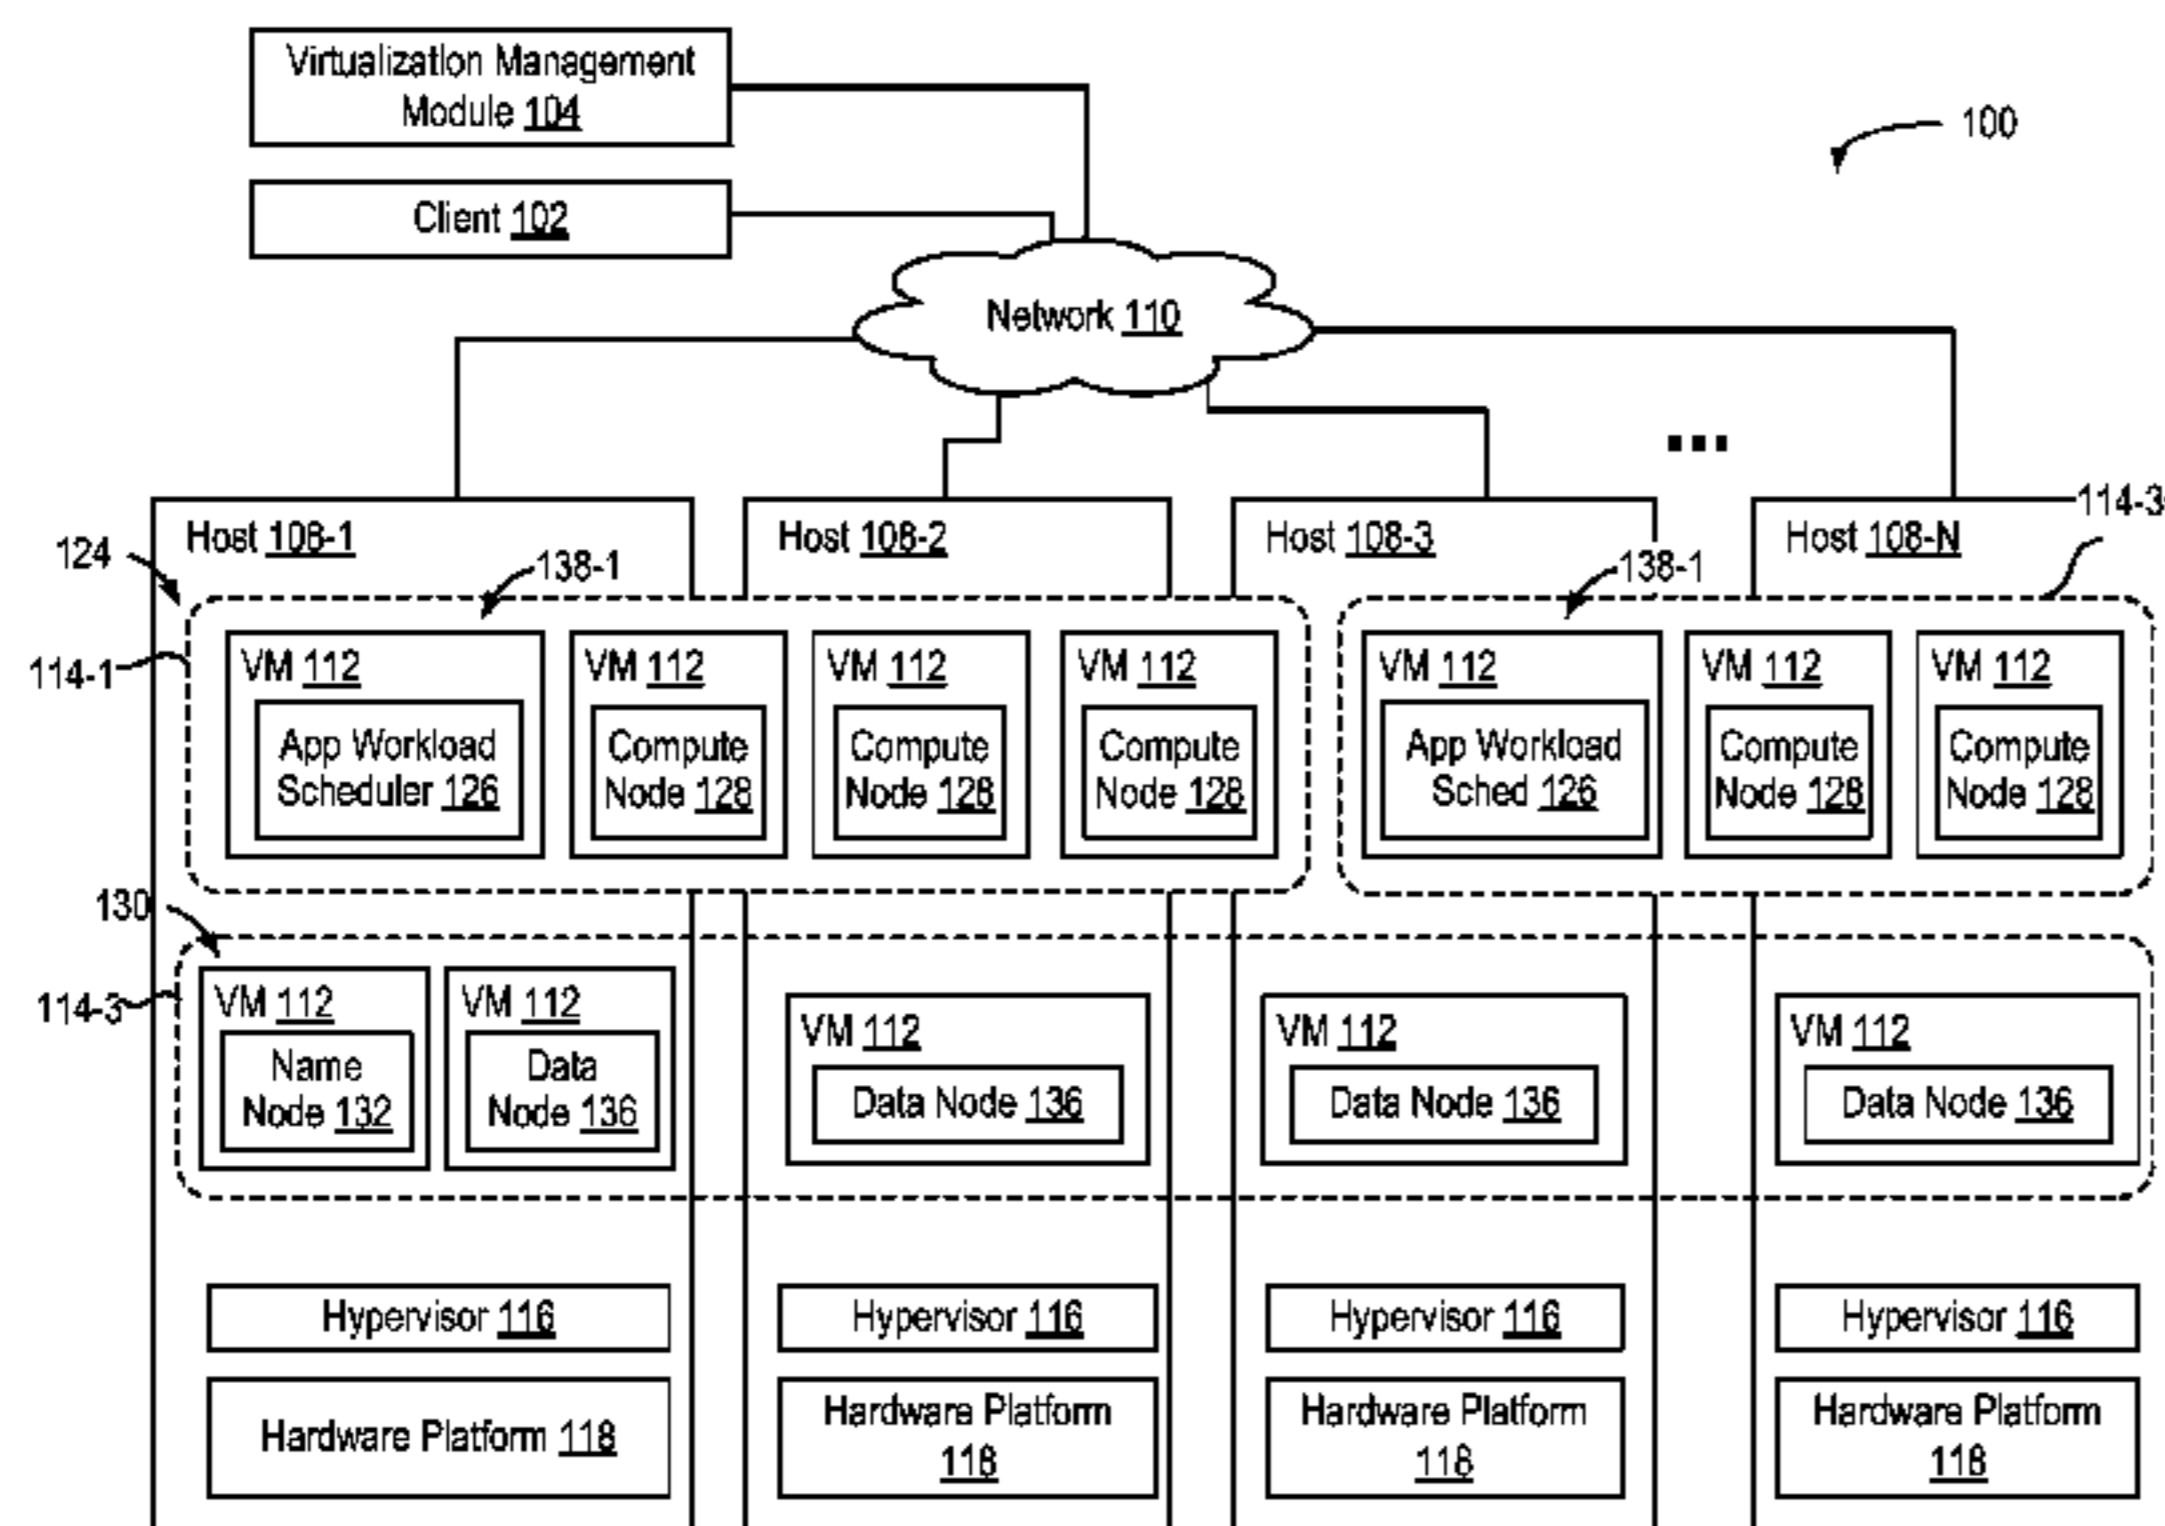 Virtualization Management
Module 104
100
Client 102
Network 110
...
114-3
Host 108-1
Host 108-2
Host 108-3
Host 108-N
124
138-1
138-1
114-1
VM 112
VM 112
VM 112
VM 112
VM 112
VM 112
VM 112
App Workload
Scheduler 126
Compute
Node 128
Compute
Node 128
Compute
Node 128
App Workload
Sched 126
Compute
Node 128
Compute
Node 128
130
114-3
VM 112
Name
Node 132
VM 112
Data
Node 136
VM 112
Data Node 136
VM 112
Data Node 136
VM 112
Data Node 136
Hypervisor 116
Hypervisor 116
Hypervisor 116
Hypervisor 116
Hardware Platform 118
Hardware Platform
118
Hardware Platform
118
Hardware Platform
118